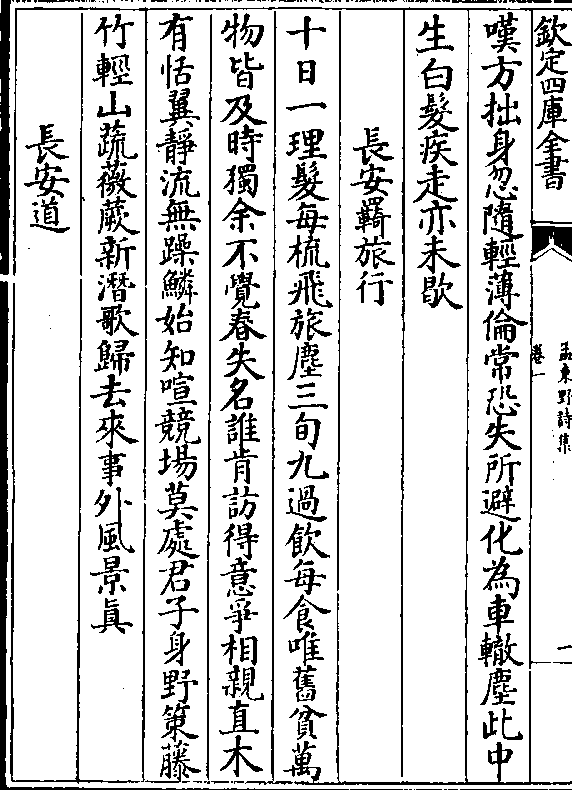 欽定四庫全書
孟東野詩集
卷一
一
嘆方拙身忽隨輕薄倫常恐失所避化為車轍塵此中
生白髮疾走亦未歇
長安羇旅行
十日一理髮每梳飛旅塵三旬九過飲每食唯舊貧萬
物皆及時獨余不覺春失名誰肯訪得意爭相親直木
有恬翼靜流無躁鱗始知喧競場莫處君子身野策藤
竹輕山蔬薇蕨新潛歌歸去來事外風景眞
長安道